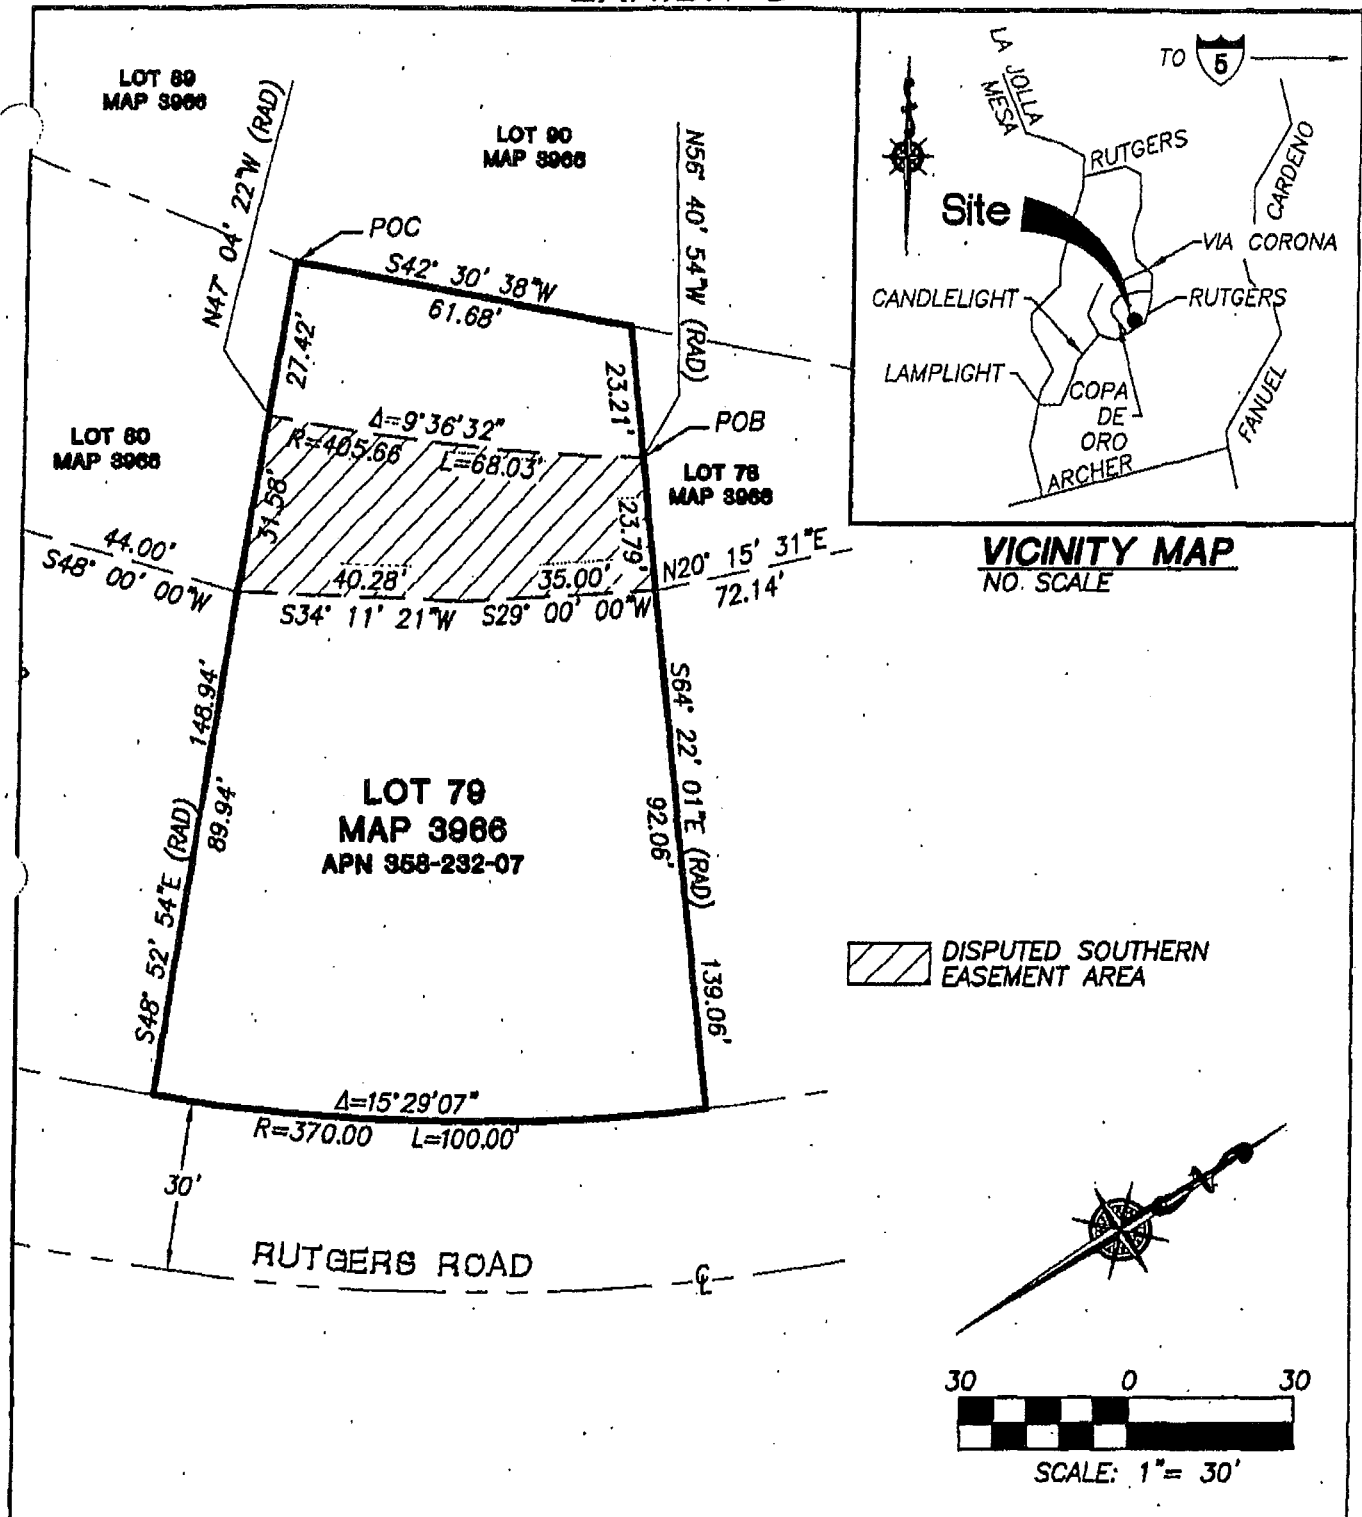 LOT 89
MAP 3966
LOT 90
MAP 3966
N47° 04' 22"W (RAD)
N56° 40' 54"W (RAD)
POC
S42° 30' 38"W
61.68'
27.42'
23.21'
POB
Δ=9°36'32"
R=405.66
L=68.03'
LOT 80
MAP 3966
LOT 78
MAP 3966
31.58'
23.79'
44.00'
S48° 00' 00"W
40.28'
35.00'
S34° 11' 21"W
S29° 00' 00"W
N20° 15' 31"E
72.14'
148.94'
89.94'
S48° 52' 54"E (RAD)
S64° 22' 01"E (RAD)
92.06'
139.06'
LOT 79
MAP 3966
APN 358-232-07
Δ=15°29'07"
R=370.00
L=100.00'
30'
RUTGERS ROAD
℄
TO
5
LA JOLLA
MESA
RUTGERS
CARDENO
Site
VIA CORONA
CANDLELIGHT
RUTGERS
LAMPLIGHT
COPA
DE
ORO
ARCHER
FANUEL
VICINITY MAP
NO SCALE
DISPUTED SOUTHERN
EASEMENT AREA
30
0
30
SCALE: 1"= 30'